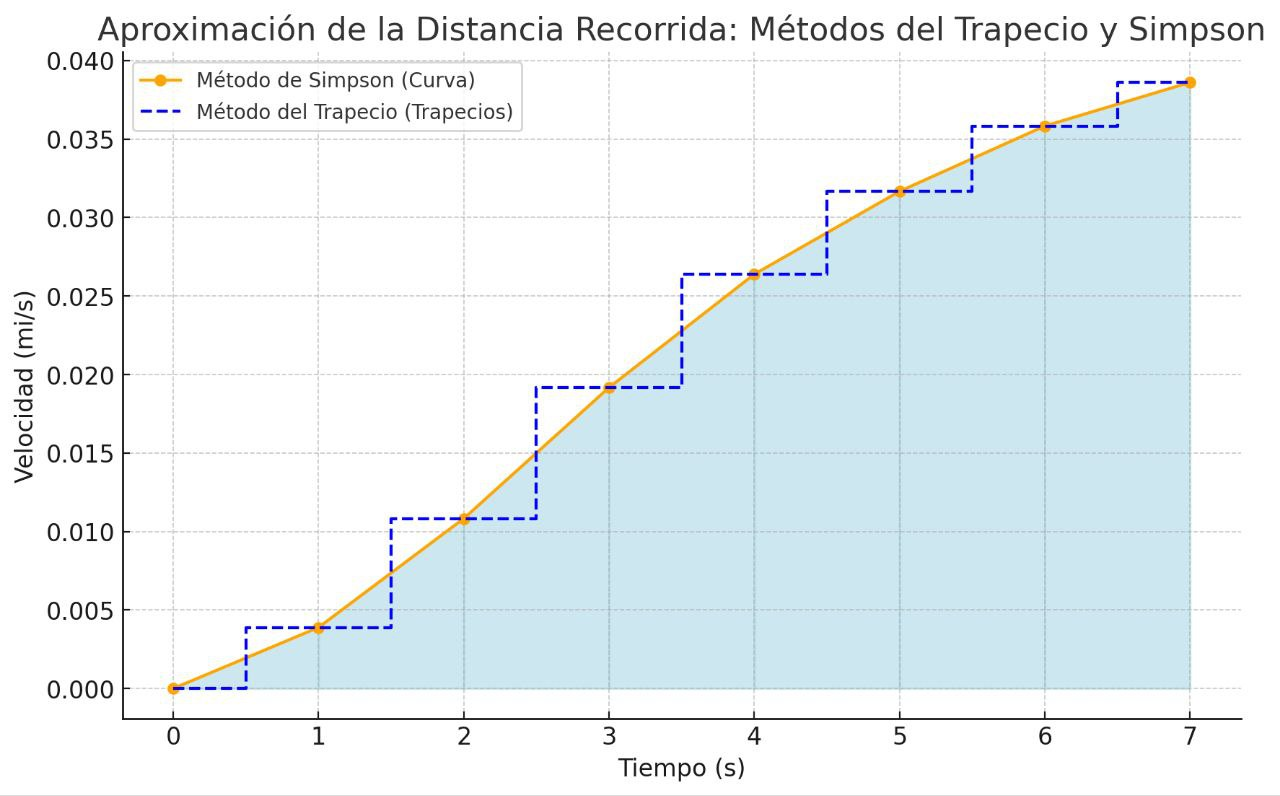 Aproximación de la Distancia Recorrida: Métodos del Trapecio y Simpson
Método de Simpson (Curva)
Método del Trapecio (Trapecios)
Velocidad (mi/s)
0.040
0.035
0.030
0.025
0.020
0.015
0.010
0.005
0.000
0 1 2 3 4 5 6 7
Tiempo (s)